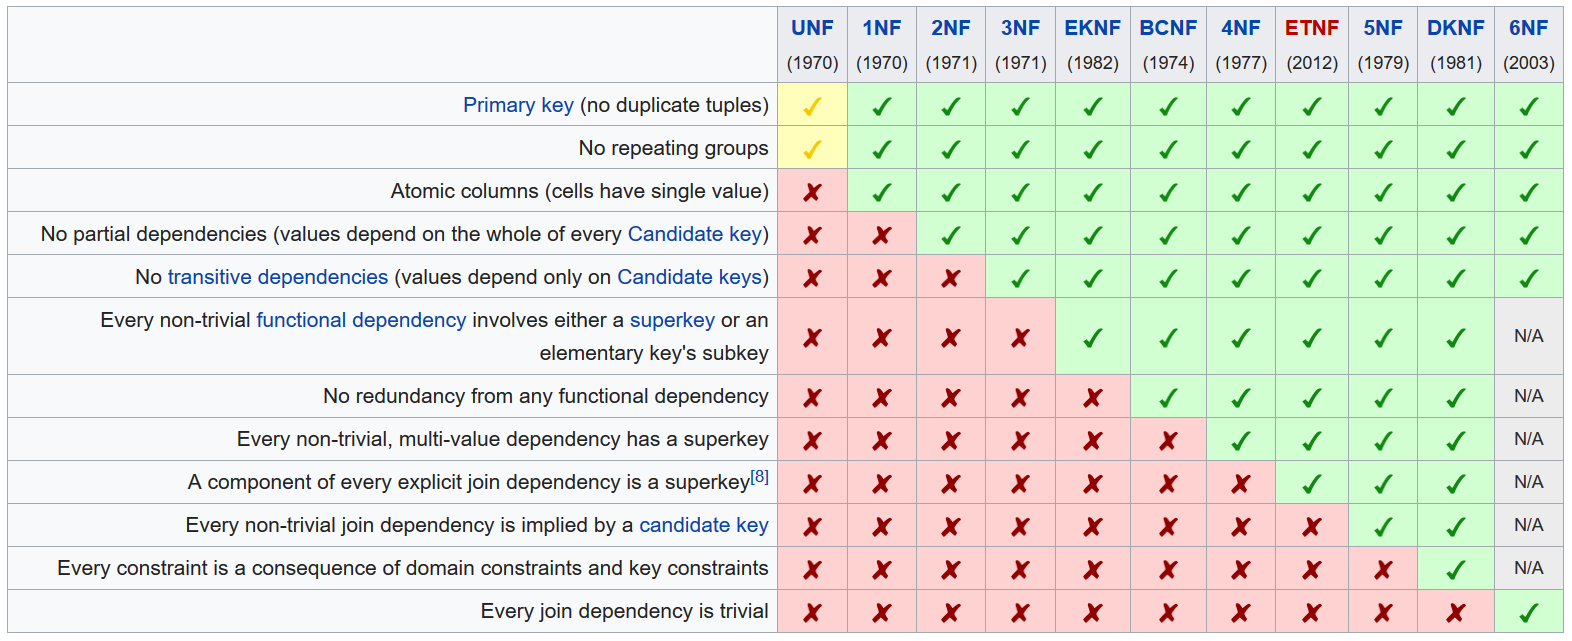 UNF 1NF 2NF 3NF EKNF BCNF 4NF ETNF 5NF DKNF 6NF
(1970) (1970) (1971) (1971) (1982) (1974) (1977) (2012) (1979) (1981) (2003)
Primary key (no duplicate tuples) ✓ ✓ ✓ ✓ ✓ ✓ ✓ ✓ ✓ ✓ ✓
No repeating groups ✓ ✓ ✓ ✓ ✓ ✓ ✓ ✓ ✓ ✓ ✓
Atomic columns (cells have single value) ✗ ✓ ✓ ✓ ✓ ✓ ✓ ✓ ✓ ✓ ✓
No partial dependencies (values depend on the whole of every Candidate key) ✗ ✗ ✓ ✓ ✓ ✓ ✓ ✓ ✓ ✓ ✓
No transitive dependencies (values depend only on Candidate keys) ✗ ✗ ✗ ✓ ✓ ✓ ✓ ✓ ✓ ✓ ✓
Every non-trivial functional dependency involves either a superkey or an
elementary key's subkey ✗ ✗ ✗ ✗ ✓ ✓ ✓ ✓ ✓ ✓ N/A
No redundancy from any functional dependency ✗ ✗ ✗ ✗ ✗ ✓ ✓ ✓ ✓ ✓ N/A
Every non-trivial, multi-value dependency has a superkey ✗ ✗ ✗ ✗ ✗ ✗ ✓ ✓ ✓ ✓ N/A
A component of every explicit join dependency is a superkey[8] ✗ ✗ ✗ ✗ ✗ ✗ ✗ ✓ ✓ ✓ N/A
Every non-trivial join dependency is implied by a candidate key ✗ ✗ ✗ ✗ ✗ ✗ ✗ ✗ ✓ ✓ N/A
Every constraint is a consequence of domain constraints and key constraints ✗ ✗ ✗ ✗ ✗ ✗ ✗ ✗ ✗ ✓ N/A
Every join dependency is trivial ✗ ✗ ✗ ✗ ✗ ✗ ✗ ✗ ✗ ✗ ✓